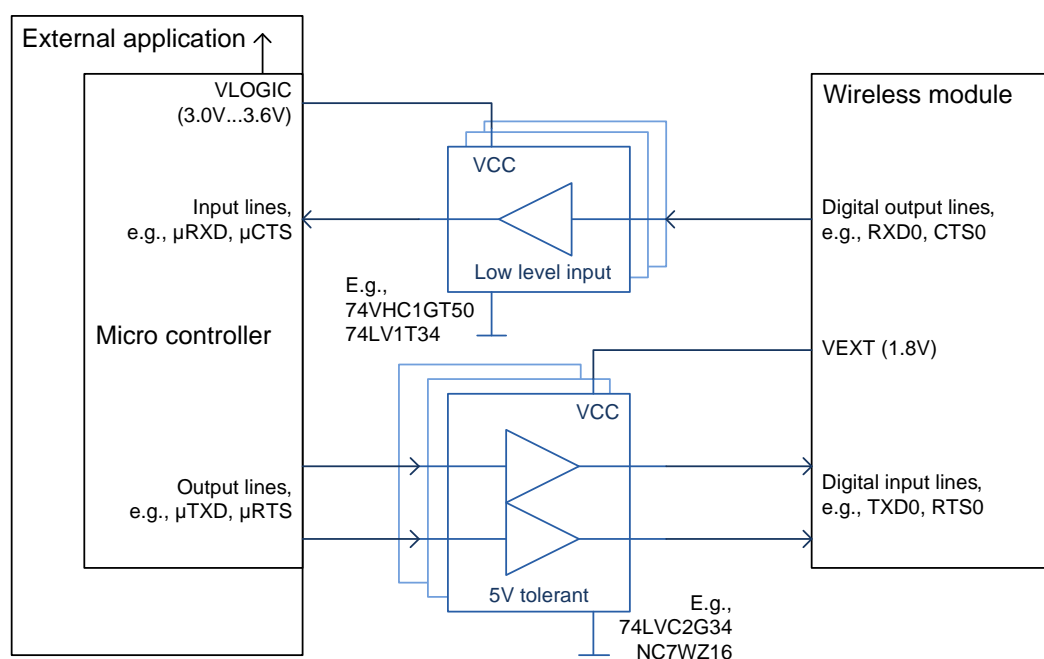 External application
VLOGIC
(3.0V...3.6V)
Input lines,
e.g., µRXD, µCTS
Micro controller
Output lines,
e.g., µTXD, µRTS
VCC
Low level input
E.g.,
74VHC1GT50
74LV1T34
VCC
5V tolerant
E.g.,
74LVC2G34
NC7WZ16
Wireless module
Digital output lines,
e.g., RXD0, CTS0
VEXT (1.8V)
Digital input lines,
e.g., TXD0, RTS0